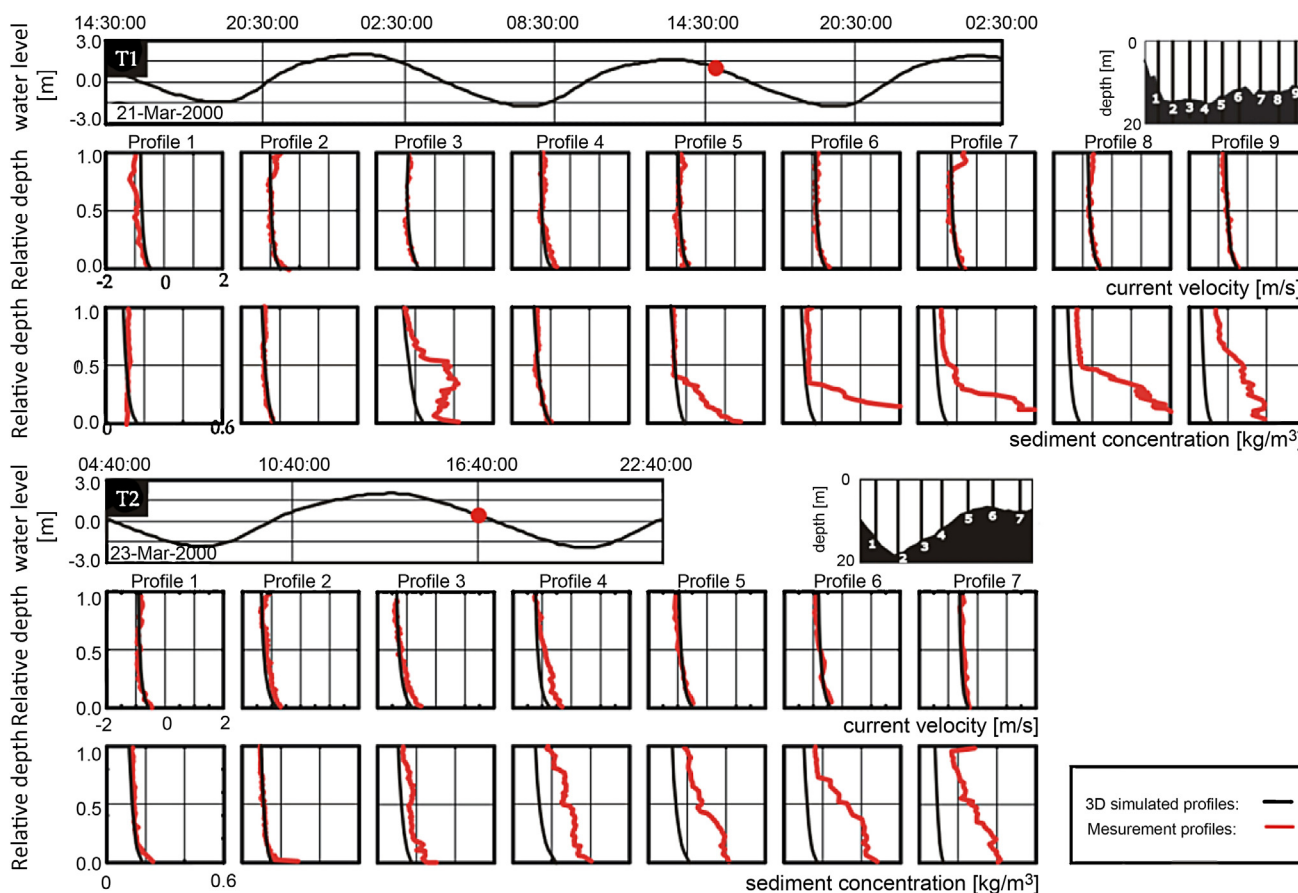 14:30:00 20:30:00 02:30:00 08:30:00 14:30:00 20:30:00 02:30:00
water level [m]
3.0
0.0
-3.0
T1
21-Mar-2000
depth [m]
0
20
1 2 3 4 5 6 7 8 9
Profile 1 Profile 2 Profile 3 Profile 4 Profile 5 Profile 6 Profile 7 Profile 8 Profile 9
Relative depth
1.0
0.5
0.0
-2 0 2
current velocity [m/s]
Relative depth
1.0
0.5
0.0
0 0.6
sediment concentration [kg/m³]
04:40:00 10:40:00 16:40:00 22:40:00
water level [m]
3.0
0.0
-3.0
T2
23-Mar-2000
depth [m]
0
20
1 2 3 4 5 6 7
Profile 1 Profile 2 Profile 3 Profile 4 Profile 5 Profile 6 Profile 7
Relative depth
1.0
0.5
0.0
-2 0 2
current velocity [m/s]
Relative depth
1.0
0.5
0.0
0 0.6
sediment concentration [kg/m³]
3D simulated profiles:
Mesurement profiles: